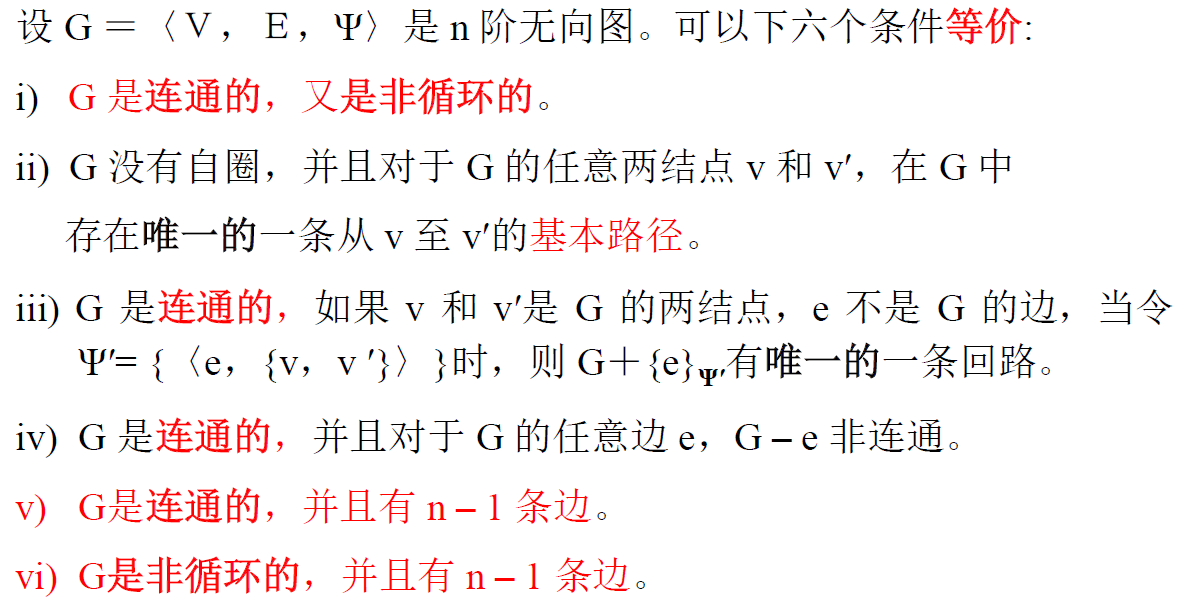 设 G ＝〈V，E，Ψ〉是 n 阶无向图。可以下六个条件等价:
i) G 是连通的，又是非循环的。
ii) G 没有自圈，并且对于 G 的任意两结点 v 和 v′，在 G 中
存在唯一的一条从 v 至 v′的基本路径。
iii) G 是连通的，如果 v 和 v′是 G 的两结点，e 不是 G 的边，当令
Ψ′= {〈e，{v，v ′}〉}时，则 G＋{e}Ψ′有唯一的一条回路。
iv) G 是连通的，并且对于 G 的任意边 e，G – e 非连通。
v) G是连通的，并且有 n – 1 条边。
vi) G是非循环的，并且有 n – 1 条边。